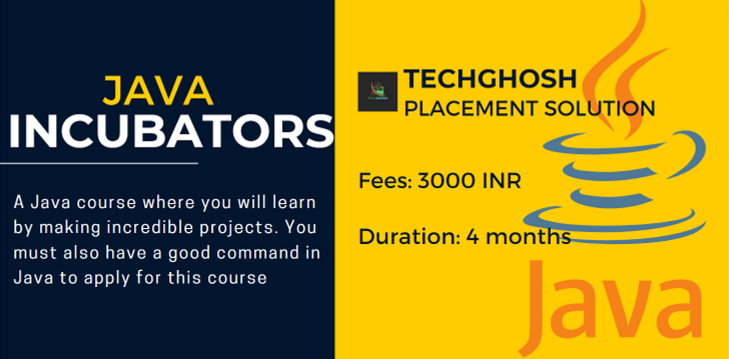 JAVA
INCUBATORS
A Java course where you will learn
by making incredible projects. You
must also have a good command in
Java to apply for this course
TECHGHOSH
PLACEMENT SOLUTION
Fees: 3000 INR
Duration: 4 months
Java